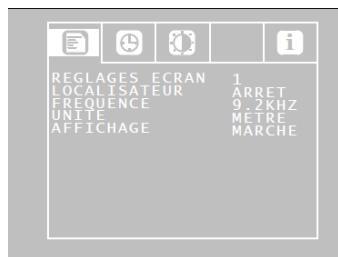 i
REGLAGES ECRAN 1
LOCALISATEUR ARRET
FREQUENCE 9.2KHZ
UNITE METRE
AFFICHAGE MARCHE